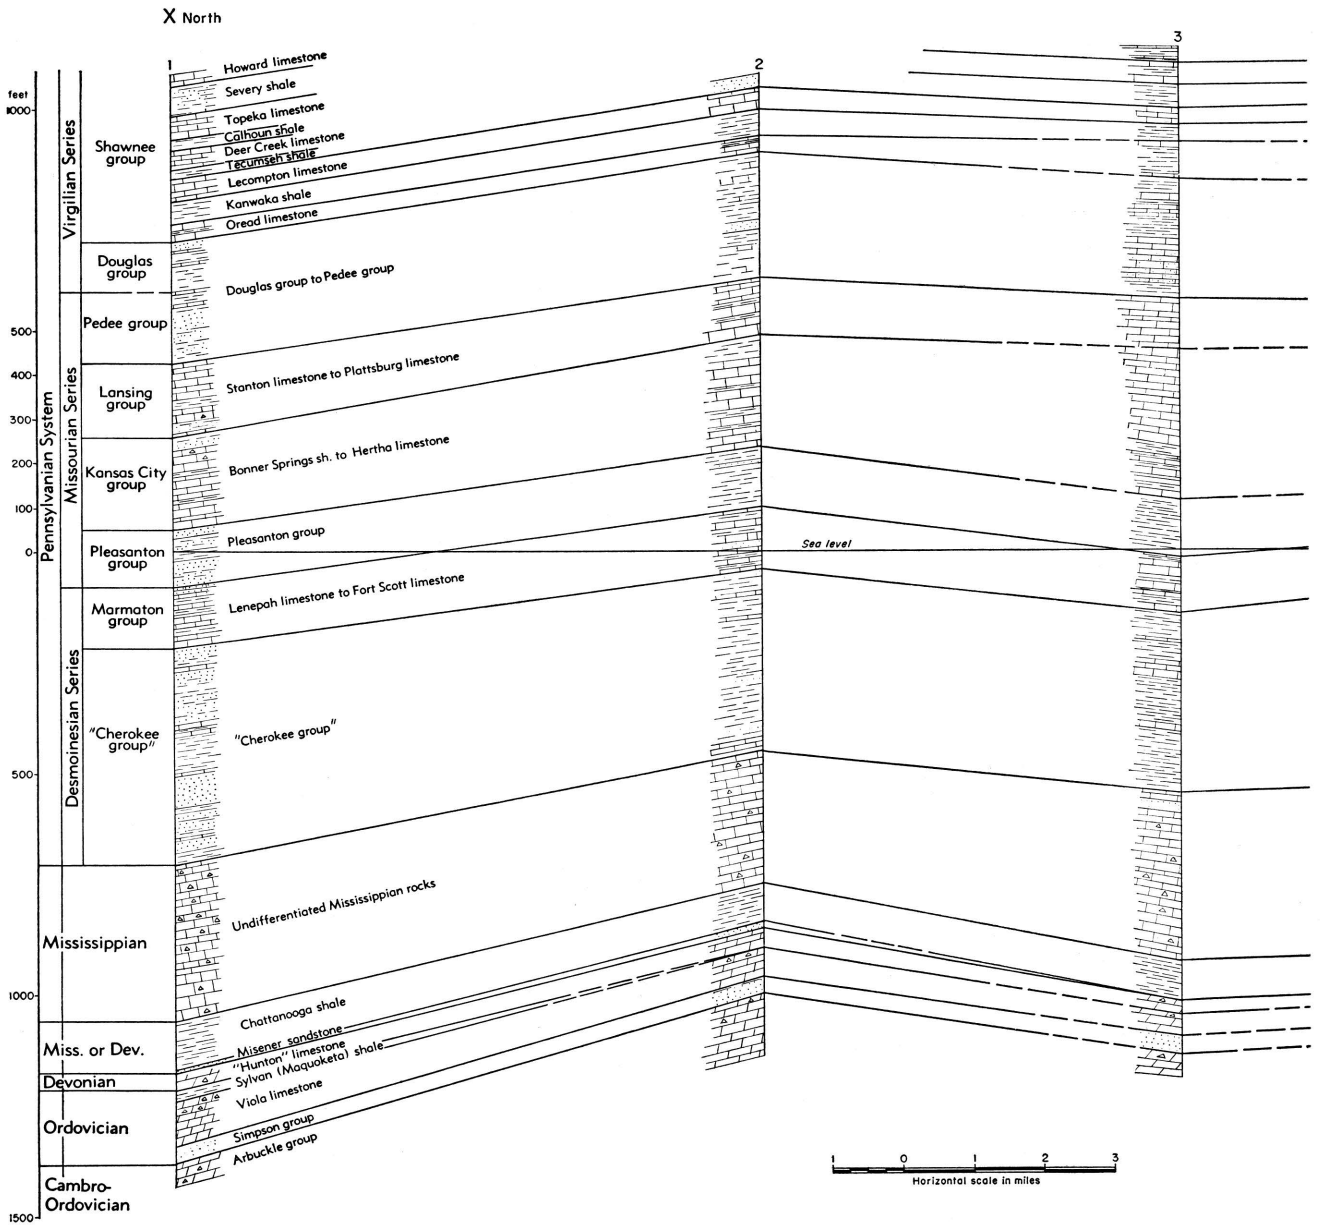 X North
1
2
3
feet
1000
500
400
300
200
100
0
500
1000
1500
Pennsylvanian System
Virgilian Series
Missourian Series
Desmoinesian Series
Shawnee
group
Douglas
group
Pedee group
Lansing
group
Kansas City
group
Pleasanton
group
Marmaton
group
"Cherokee
group"
Mississippian
Miss. or Dev.
Devonian
Ordovician
Cambro-
Ordovician
Howard limestone
Severy shale
Topeka limestone
Calhoun shale
Deer Creek limestone
Tecumseh shale
Lecompton limestone
Kanwaka shale
Oread limestone
Douglas group to Pedee group
Stanton limestone to Plattsburg limestone
Bonner Springs sh. to Hertha limestone
Pleasanton group
Sea level
Lenepah limestone to Fort Scott limestone
"Cherokee group"
Undifferentiated Mississippian rocks
Chattanooga shale
Misener sandstone
"Hunton" limestone
Sylvan (Maquoketa) shale
Viola limestone
Simpson group
Arbuckle group
1 0 1 2 3
Horizontal scale in miles